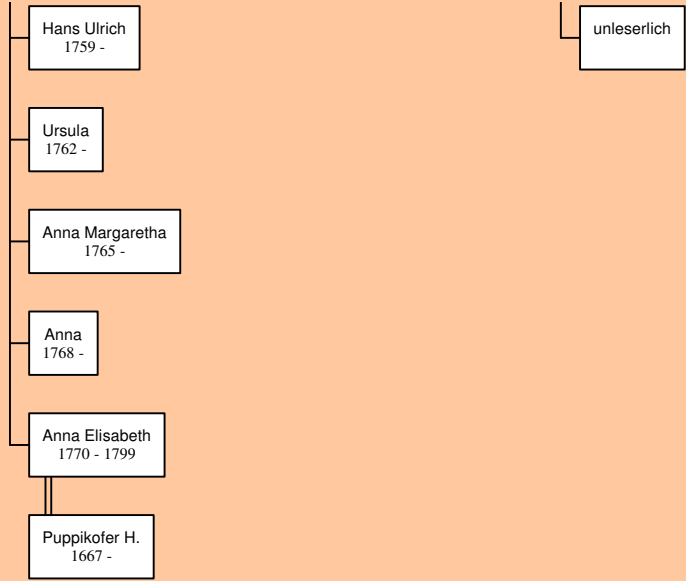 Hans Ulrich
1759 -
unleserlich
Ursula
1762 -
Anna Margaretha
1765 -
Anna
1768 -
Anna Elisabeth
1770 - 1799
Puppikofer H.
1667 -